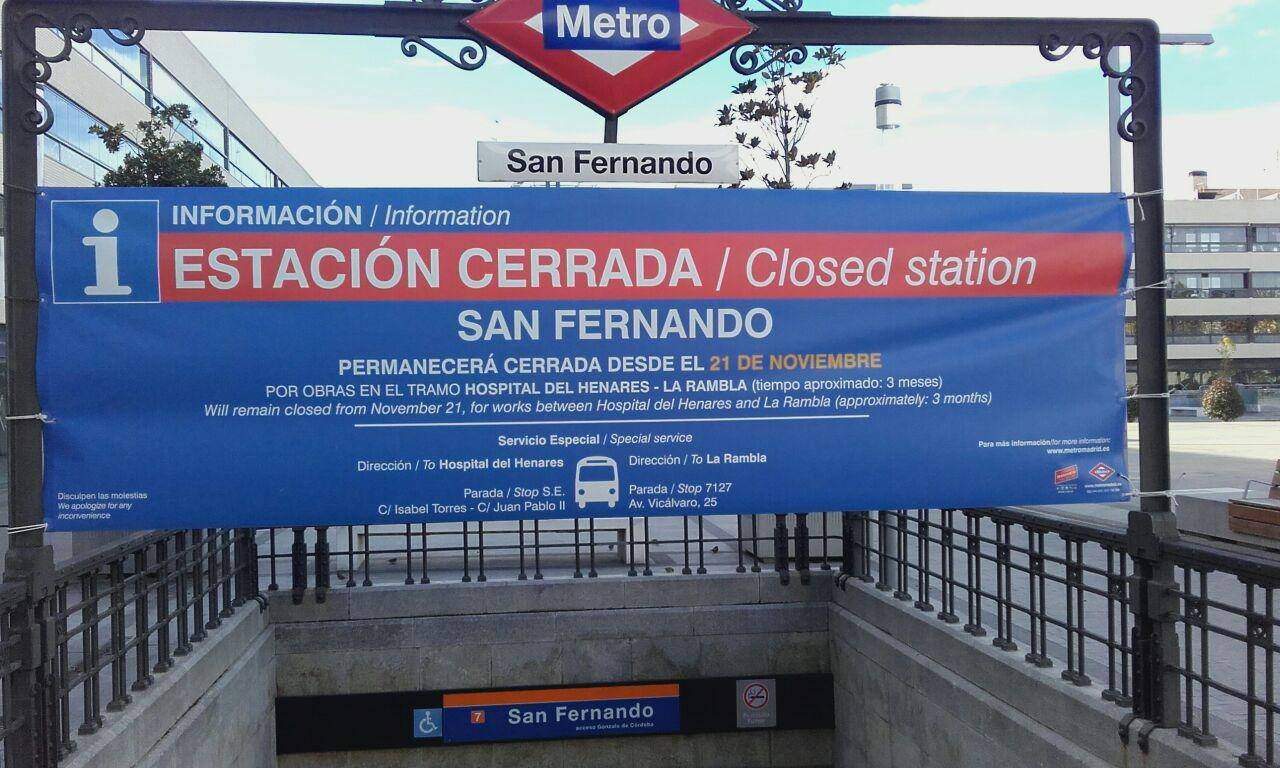 Metro
San Fernando
i
INFORMACIÓN / Information
ESTACIÓN CERRADA / Closed station
SAN FERNANDO
PERMANECERÁ CERRADA DESDE EL 21 DE NOVIEMBRE
POR OBRAS EN EL TRAMO HOSPITAL DEL HENARES - LA RAMBLA (tiempo aproximado: 3 meses)
Will remain closed from November 21, for works between Hospital del Henares and La Rambla (approximately: 3 months)
Servicio Especial / Special service
Dirección / To Hospital del Henares
Parada / Stop S.E.
C/ Isabel Torres - C/ Juan Pablo II
Dirección / To La Rambla
Parada / Stop 7127
Av. Vicálvaro, 25
Para más información/for more information:
www.metromadrid.es
Disculpen las molestias
We apologize for any
inconvenience
7 San Fernando
acceso Gonzalo de Córdoba